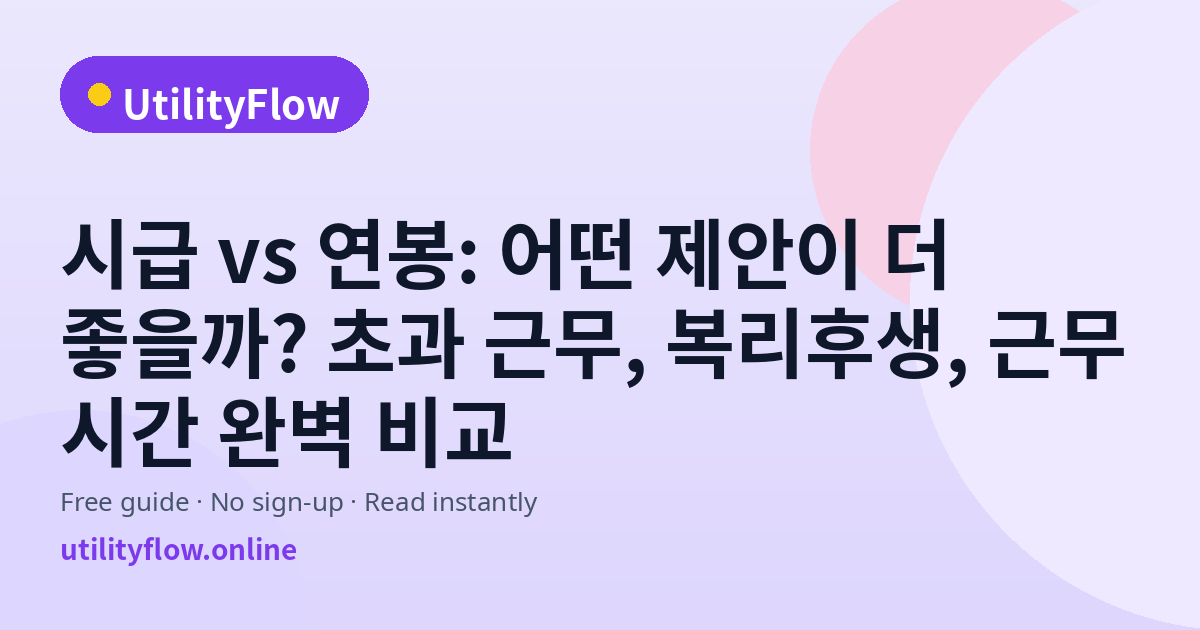 UtilityFlow
시급 vs 연봉: 어떤 제안이 더
좋을까? 초과 근무, 복리후생, 근무
시간 완벽 비교
Free guide · No sign-up · Read instantly
utilityflow.online